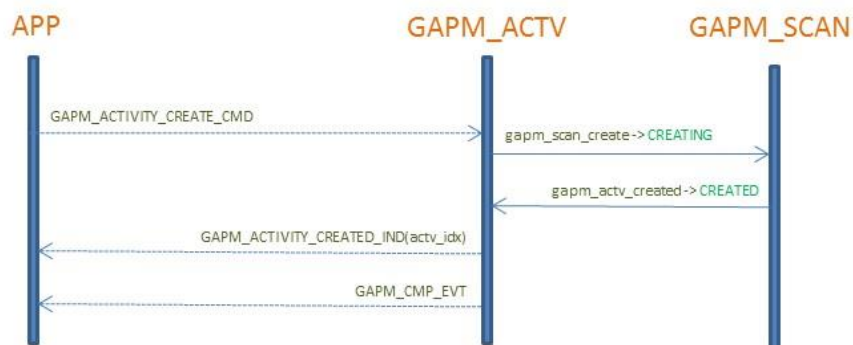 APP
GAPM_ACTV
GAPM_SCAN
GAPM_ACTIVITY_CREATE_CMD
gapm_scan_create->CREATING
gapm_actv_created->CREATED
GAPM_ACTIVITY_CREATED_IND(actv_idx)
GAPM_CMP_EVT